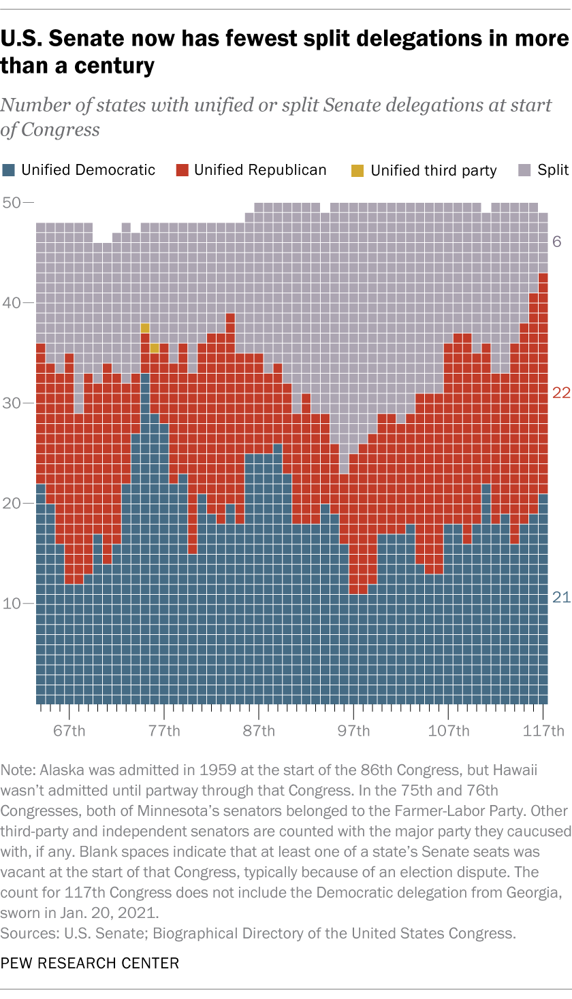 U.S. Senate now has fewest split delegations in more
than a century
Number of states with unified or split Senate delegations at start
of Congress
Unified Democratic Unified Republican Unified third party Split
50
6
40
22
30
20
21
10
67th 77th 87th 97th 107th 117th
Note: Alaska was admitted in 1959 at the start of the 86th Congress, but Hawaii
wasn’t admitted until partway through that Congress. In the 75th and 76th
Congresses, both of Minnesota’s senators belonged to the Farmer-Labor Party. Other
third-party and independent senators are counted with the major party they caucused
with, if any. Blank spaces indicate that at least one of a state’s Senate seats was
vacant at the start of that Congress, typically because of an election dispute. The
count for 117th Congress does not include the Democratic delegation from Georgia,
sworn in Jan. 20, 2021.
Sources: U.S. Senate; Biographical Directory of the United States Congress.
PEW RESEARCH CENTER